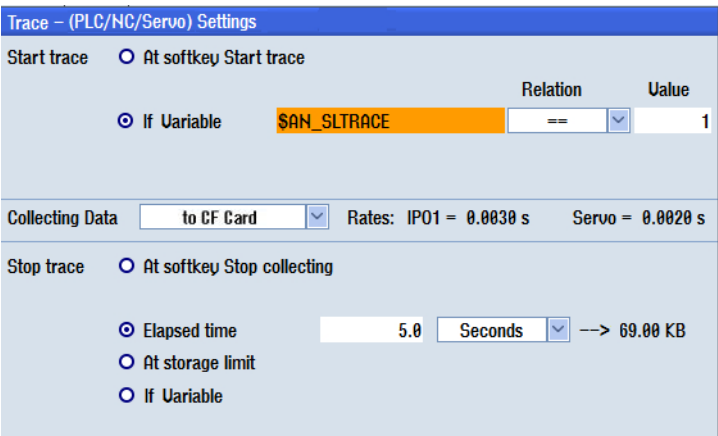 Trace – (PLC/NC/Servo) Settings
Start trace At softkey Start trace
Relation Value
If Variable $AN_SLTRACE == 1
Collecting Data to CF Card Rates: IPO1 = 0.0030 s Servo = 0.0020 s
Stop trace At softkey Stop collecting
Elapsed time 5.0 Seconds --> 69.00 KB
At storage limit
If Variable